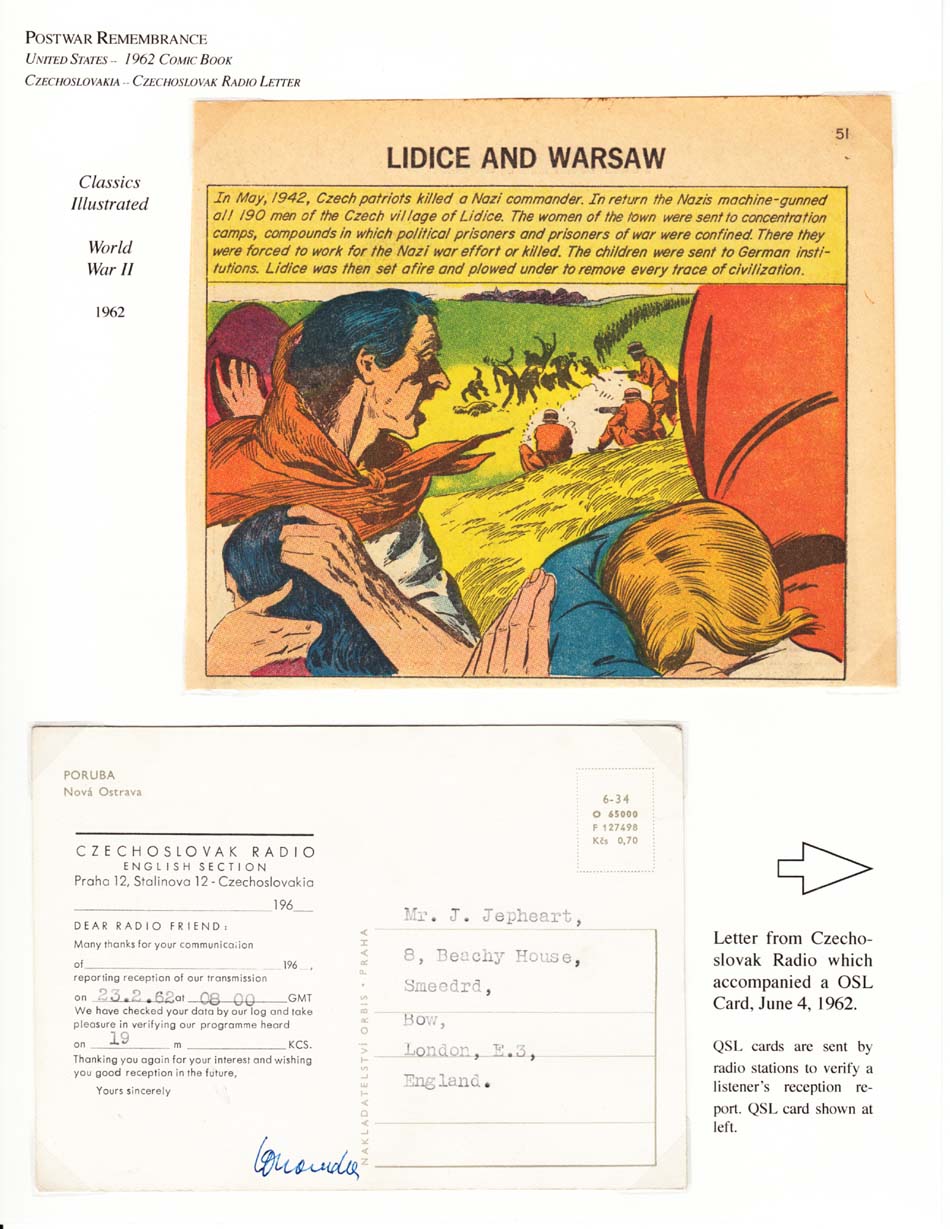 POSTWAR REMEMBRANCE
UNITED STATES -- 1962 COMIC BOOK
CZECHOSLOVAKIA -- CZECHOSLOVAK RADIO LETTER
Classics
Illustrated
World
War II
1962
51
LIDICE AND WARSAW
In May, 1942, Czech patriots killed a Nazi commander. In return the Nazis machine-gunned
all 190 men of the Czech village of Lidice. The women of the town were sent to concentration
camps, compounds in which political prisoners and prisoners of war were confined. There they
were forced to work for the Nazi war effort or killed. The children were sent to German insti-
tutions. Lidice was then set afire and plowed under to remove every trace of civilization.
PORUBA
Nová Ostrava
CZECHOSLOVAK RADIO
ENGLISH SECTION
Praha 12, Stalinova 12 - Czechoslovakia
196
DEAR RADIO FRIEND:
Many thanks for your communication
of 196 ,
reporting reception of our transmission
on 23.2.62 at 08 00 GMT
We have checked your data by our log and take
pleasure in verifying our programme heard
on 19 m KCS.
Thanking you again for your interest and wishing
you good reception in the future,
Yours sincerely
NAKLADATELSTVÍ ORBIS • PRAHA
6-34
O 65000
F 127498
Kčs 0,70
Mr. J. Jepheart,
8, Beachy House,
Smeedrd,
Bow,
London, E.3,
England.
Letter from Czecho-
slovak Radio which
accompanied a OSL
Card, June 4, 1962.
QSL cards are sent by
radio stations to verify a
listener's reception re-
port. QSL card shown at
left.